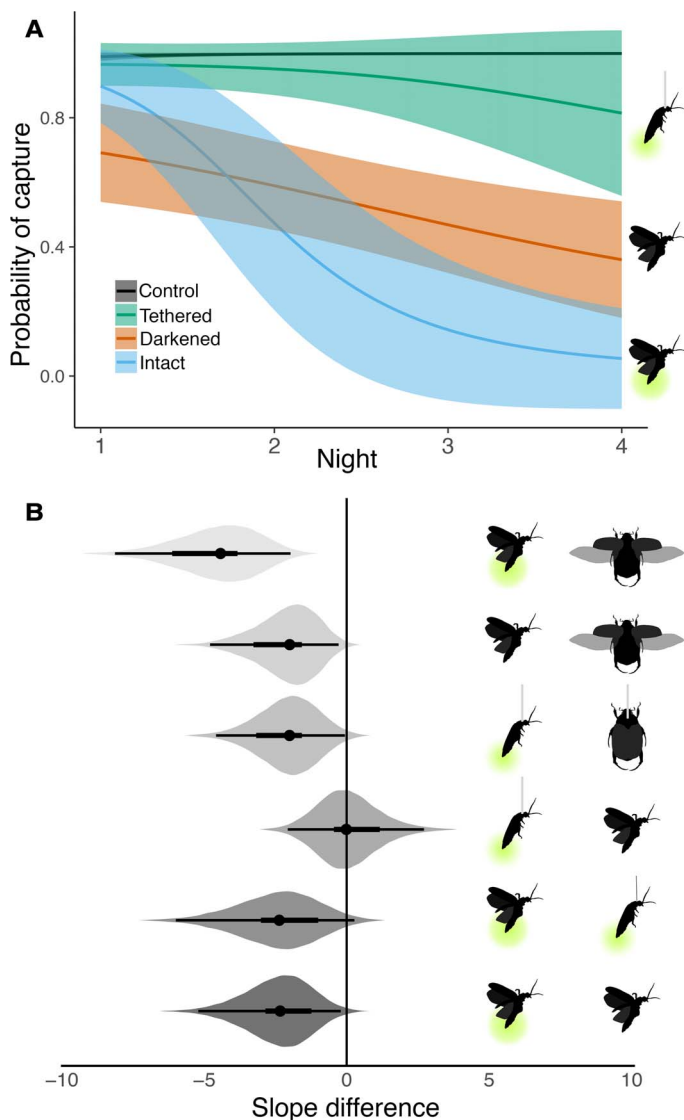 A
Probability of capture
0.8
0.4
0.0
Control
Tethered
Darkened
Intact
1 2 3 4
Night
B
−10 −5 0 5 10
Slope difference